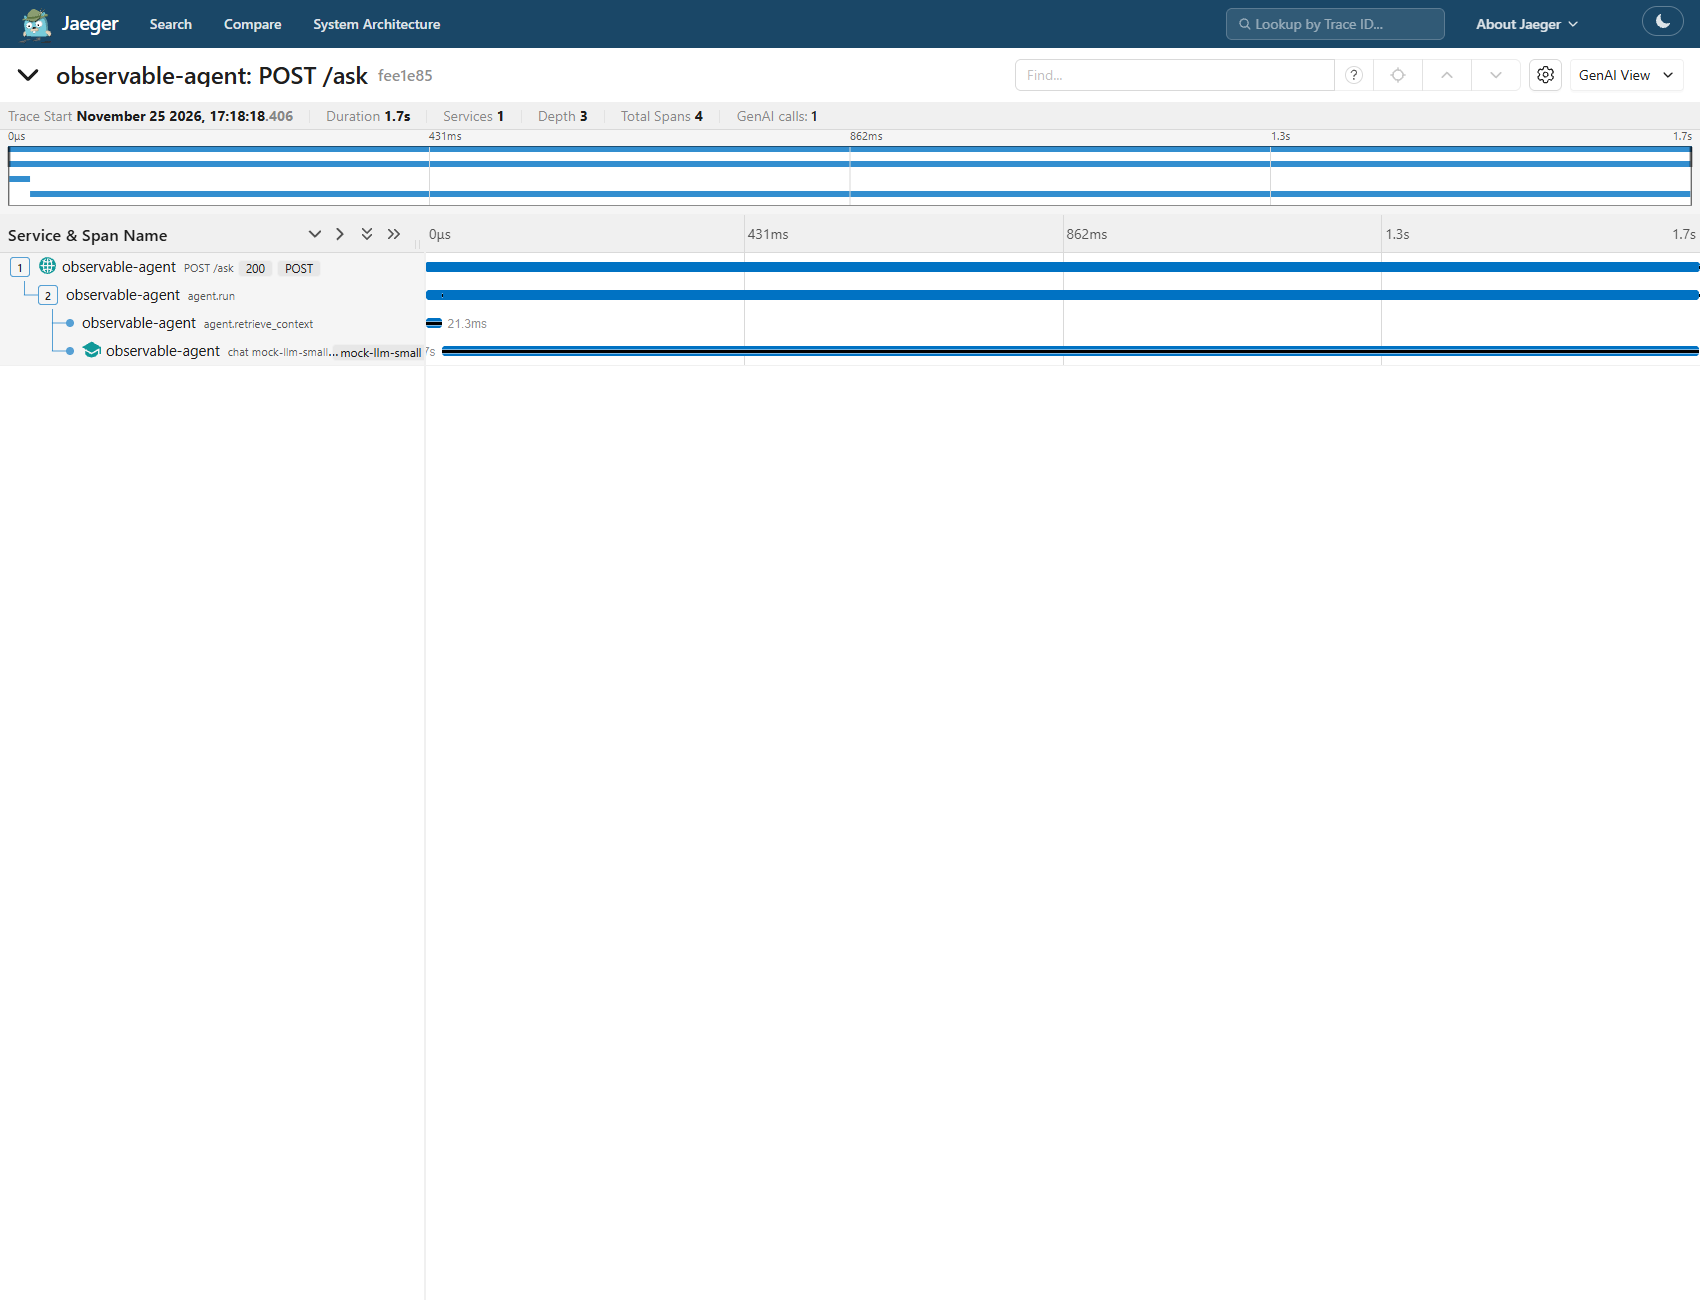 Jaeger Search Compare System Architecture Lookup by Trace ID... About Jaeger
observable-agent: POST /ask fee1e85 Find... ? GenAI View
Trace Start November 25 2026, 17:18:18.406 Duration 1.7s Services 1 Depth 3 Total Spans 4 GenAI calls: 1
0μs 431ms 862ms 1.3s 1.7s
Service & Span Name 0μs 431ms 862ms 1.3s 1.7s
1 observable-agent POST /ask 200 POST
2 observable-agent agent.run
observable-agent agent.retrieve_context 21.3ms
observable-agent chat mock-llm-small... mock-llm-small 7s